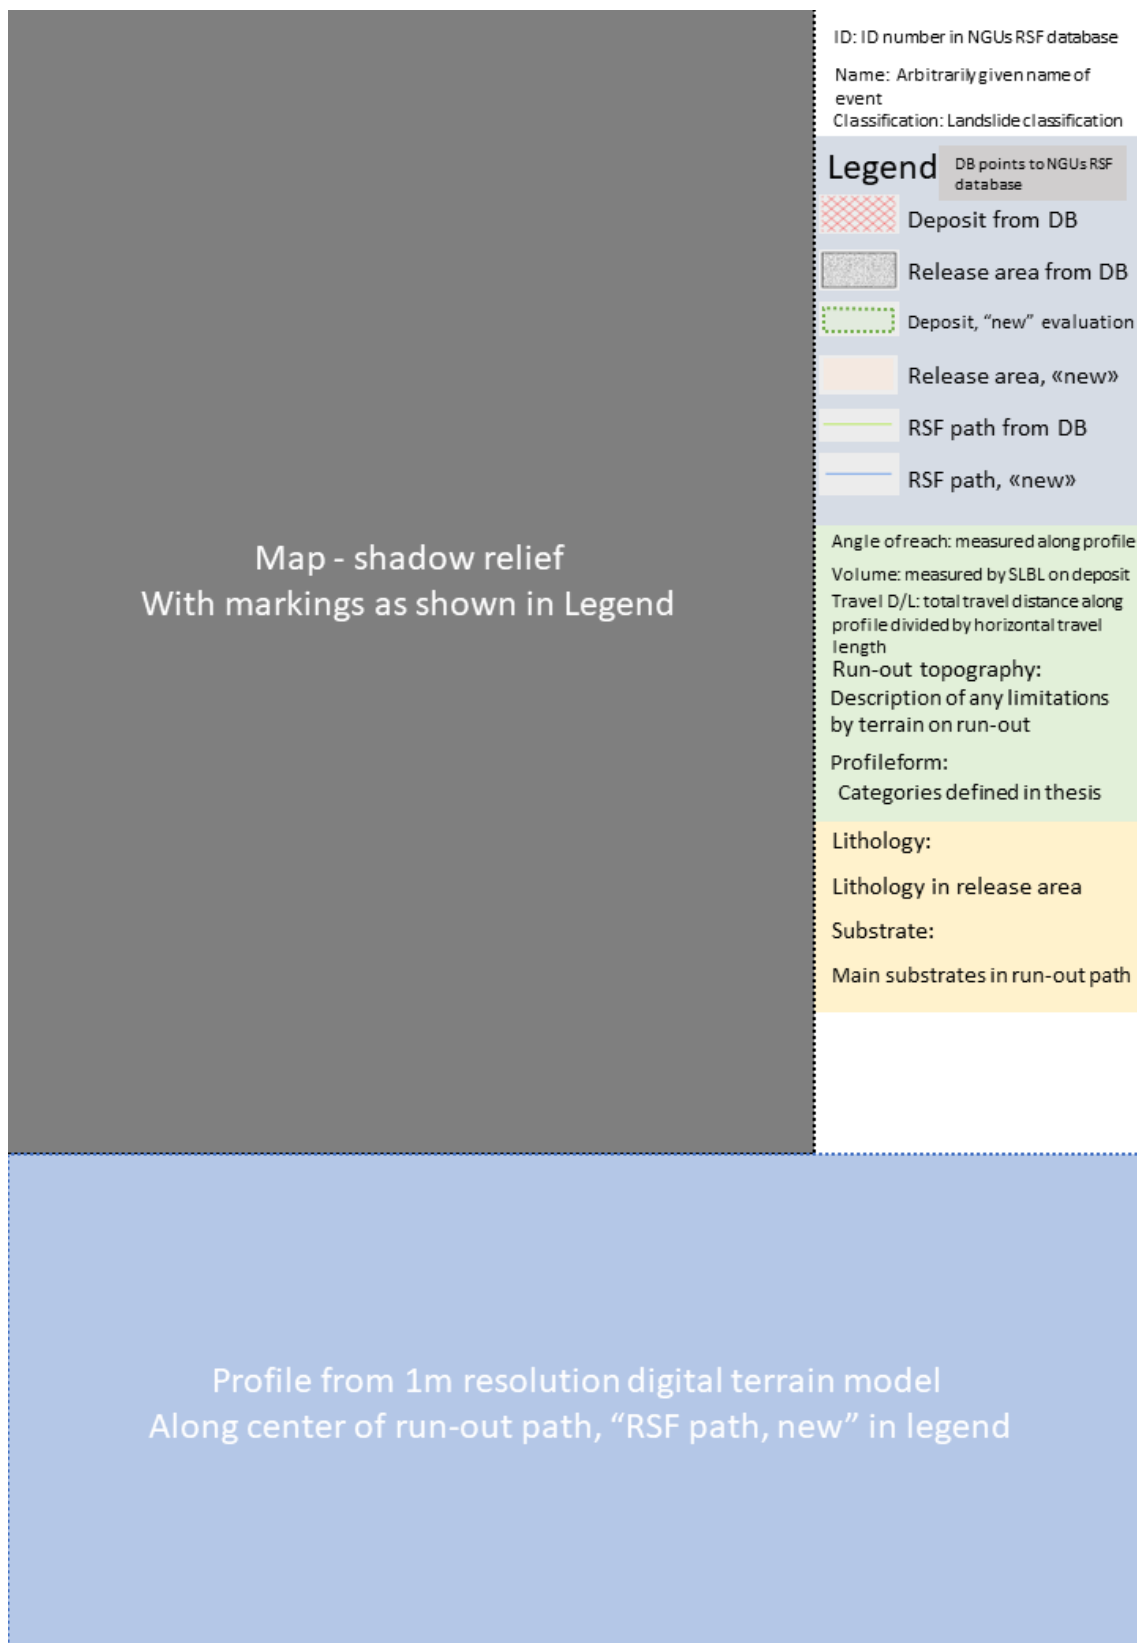 ID: ID number in NGUs RSF database
Name: Arbitrarily given name of
event
Classification: Landslide classification
Legend
DB points to NGUs RSF
database
Deposit from DB
Release area from DB
Deposit, “new” evaluation
Release area, «new»
RSF path from DB
RSF path, «new»
Map - shadow relief
With markings as shown in Legend
Angle of reach: measured along profile
Volume: measured by SLBL on deposit
Travel D/L: total travel distance along
profile divided by horizontal travel
length
Run-out topography:
Description of any limitations
by terrain on run-out
Profileform:
Categories defined in thesis
Lithology:
Lithology in release area
Substrate:
Main substrates in run-out path
Profile from 1m resolution digital terrain model
Along center of run-out path, “RSF path, new” in legend